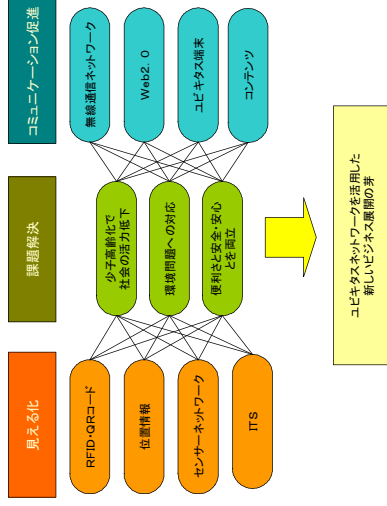 見える化
課題解決
コミュニケーション促進
RFID・QRコード
位置情報
センサーネットワーク
ITS
少子高齢化で
社会の活力低下
環境問題への対応
便利さと安全・安心
とを両立
無線通信ネットワーク
Web2.0
ユビキタス端末
コンテンツ
ユビキタスネットワークを活用した
新しいビジネス展開の芽